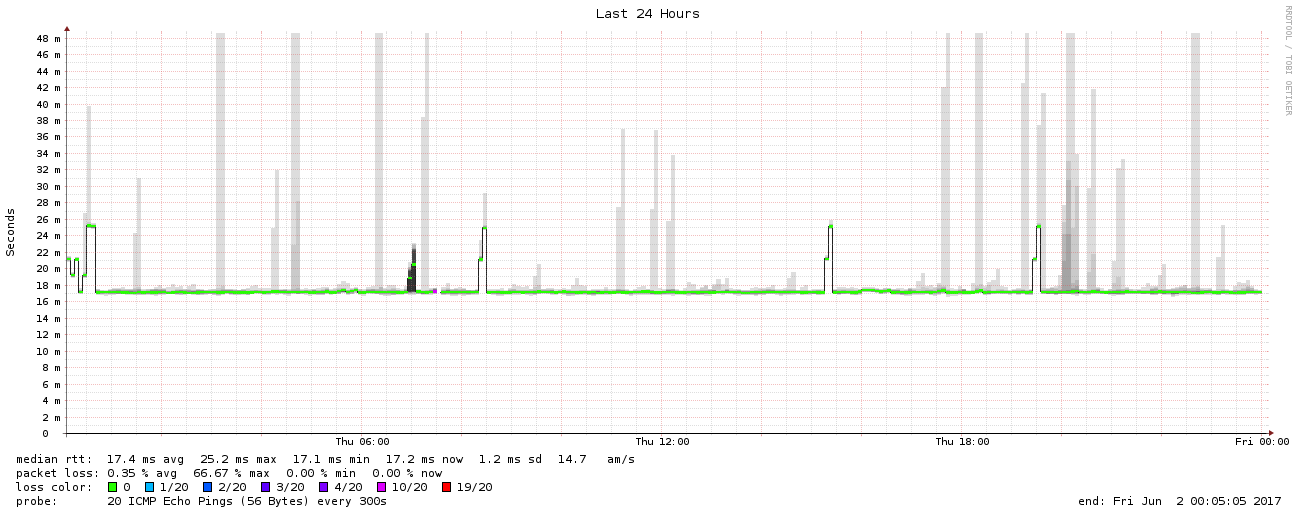 Last 24 Hours
RRDTOOL / TOBI OETIKER
Seconds
48 m
46 m
44 m
42 m
40 m
38 m
36 m
34 m
32 m
30 m
28 m
26 m
24 m
22 m
20 m
18 m
16 m
14 m
12 m
10 m
8 m
6 m
4 m
2 m
0
Thu 06:00 Thu 12:00 Thu 18:00 Fri 00:00
median rtt: 17.4 ms avg 25.2 ms max 17.1 ms min 17.2 ms now 1.2 ms sd 14.7 am/s
packet loss: 0.35 % avg 66.67 % max 0.00 % min 0.00 % now
loss color: 0 1/20 2/20 3/20 4/20 10/20 19/20
probe: 20 ICMP Echo Pings (56 Bytes) every 300s end: Fri Jun 2 00:05:05 2017